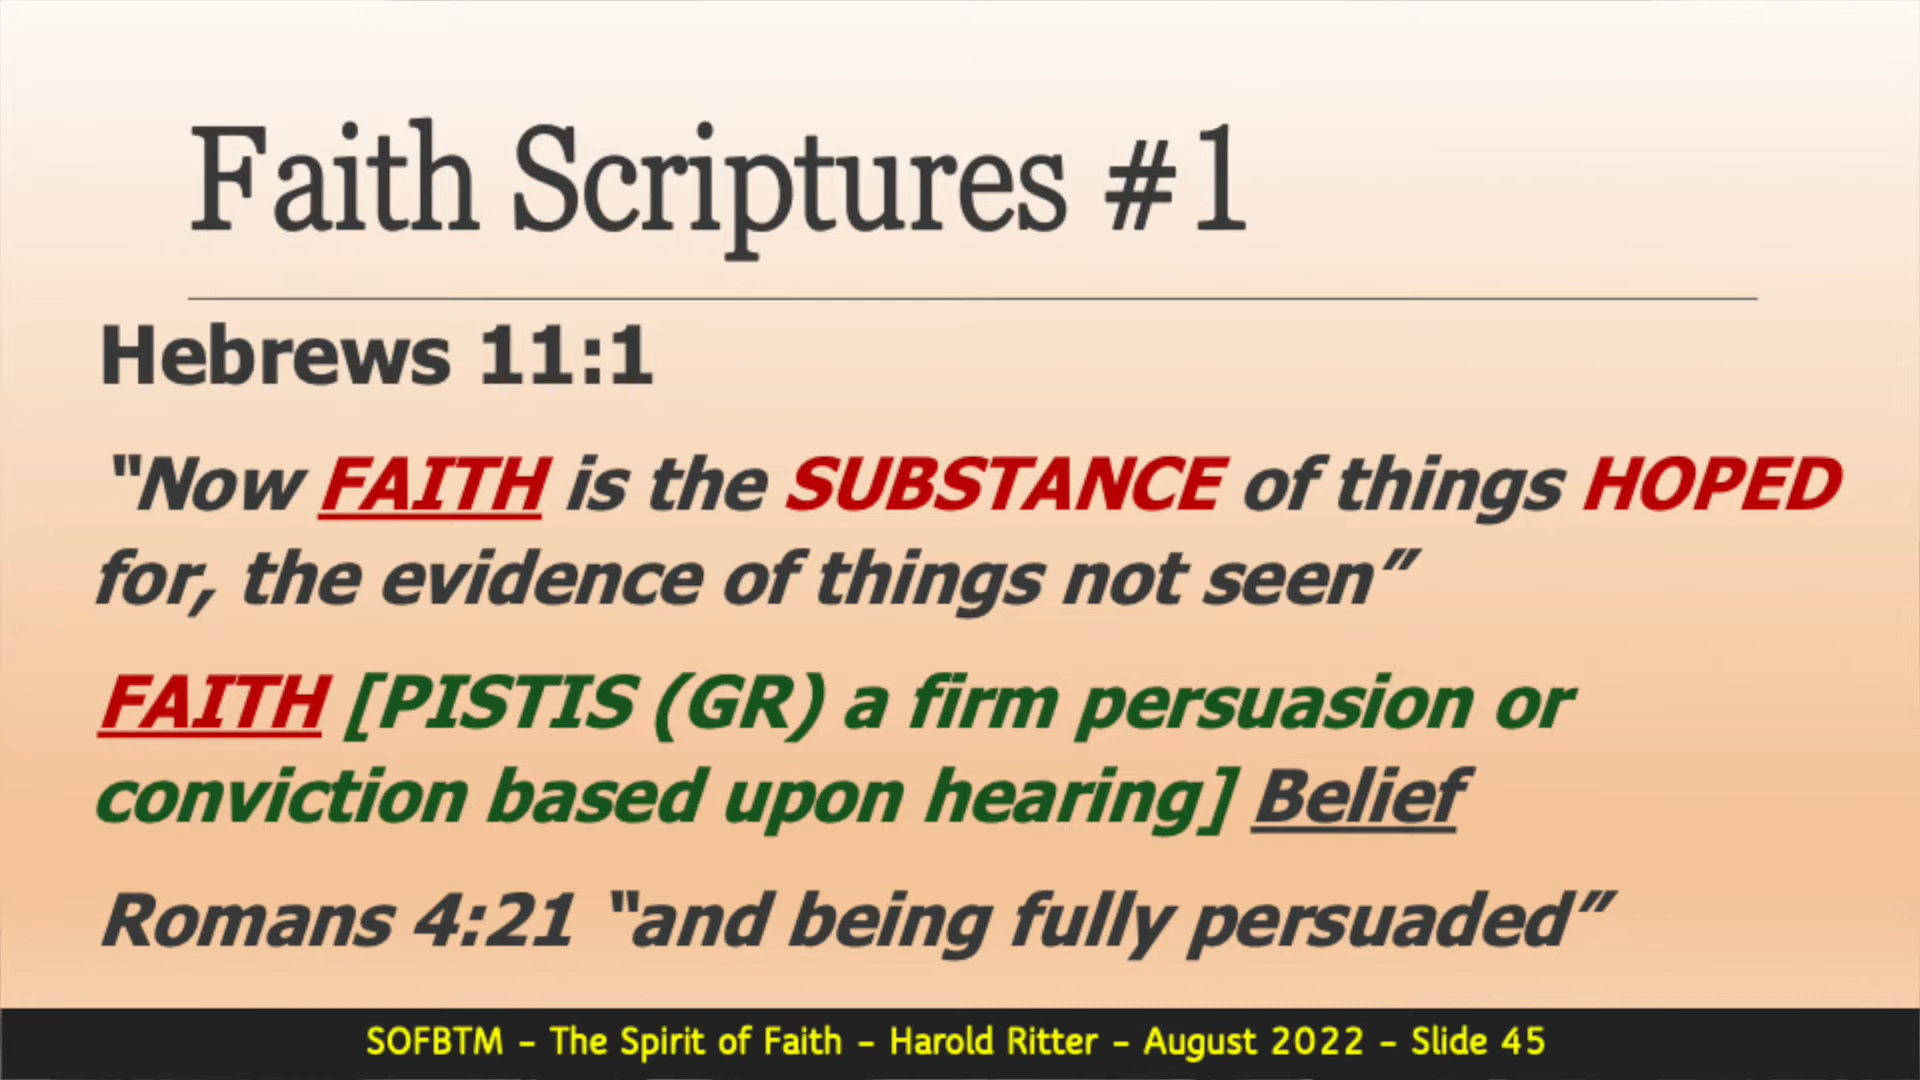 Faith Scriptures #1
Hebrews 11:1
“Now FAITH is the SUBSTANCE of things HOPED
for, the evidence of things not seen”
FAITH [PISTIS (GR) a firm persuasion or
conviction based upon hearing] Belief
Romans 4:21 “and being fully persuaded”
SOFBTM – The Spirit of Faith – Harold Ritter – August 2022 – Slide 45